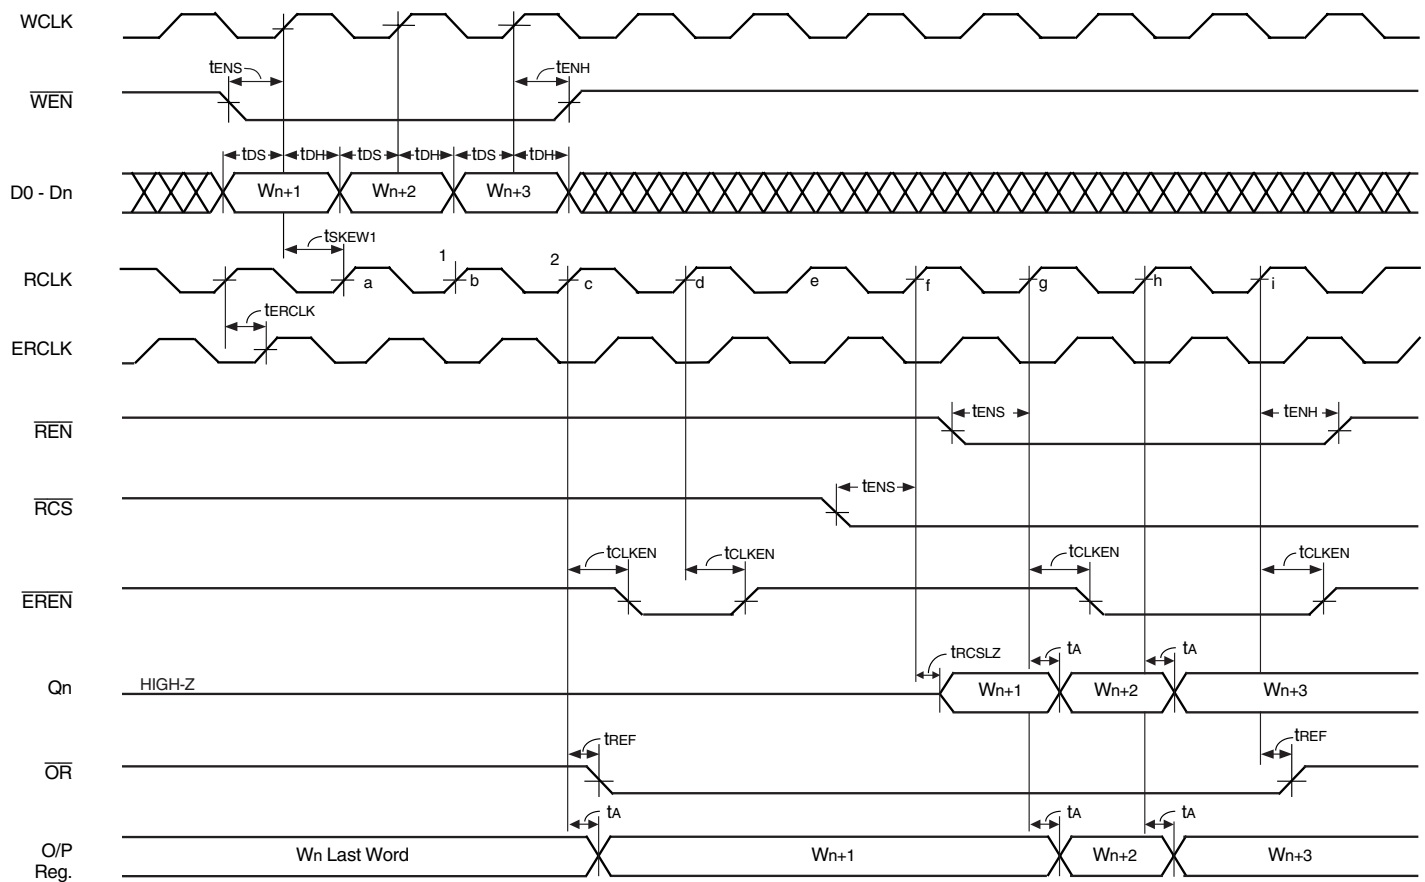 WCLK
tENS
tENH
WEN
tDS
tDH
tDS
tDH
tDS
tDH
D0 - Dn
Wn+1
Wn+2
Wn+3
tSKEW1
1
2
RCLK
a
b
c
d
e
f
g
h
i
tERCLK
ERCLK
REN
tENS
tENH
RCS
tENS
tCLKEN
tCLKEN
tCLKEN
tCLKEN
EREN
tRCSLZ
tA
tA
Qn
HIGH-Z
Wn+1
Wn+2
Wn+3
tREF
tREF
OR
tA
tA
tA
O/P
Reg.
Wn Last Word
Wn+1
Wn+2
Wn+3